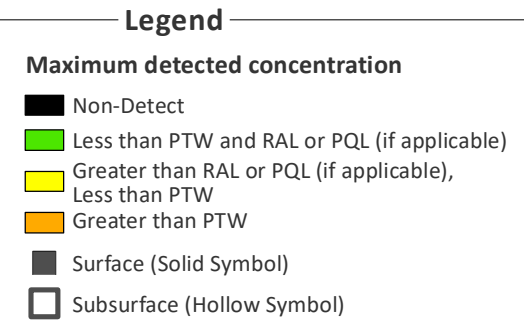 Legend
Maximum detected concentration
Non-Detect
Less than PTW and RAL or PQL (if applicable)
Greater than RAL or PQL (if applicable),
Less than PTW
Greater than PTW
Surface (Solid Symbol)
Subsurface (Hollow Symbol)